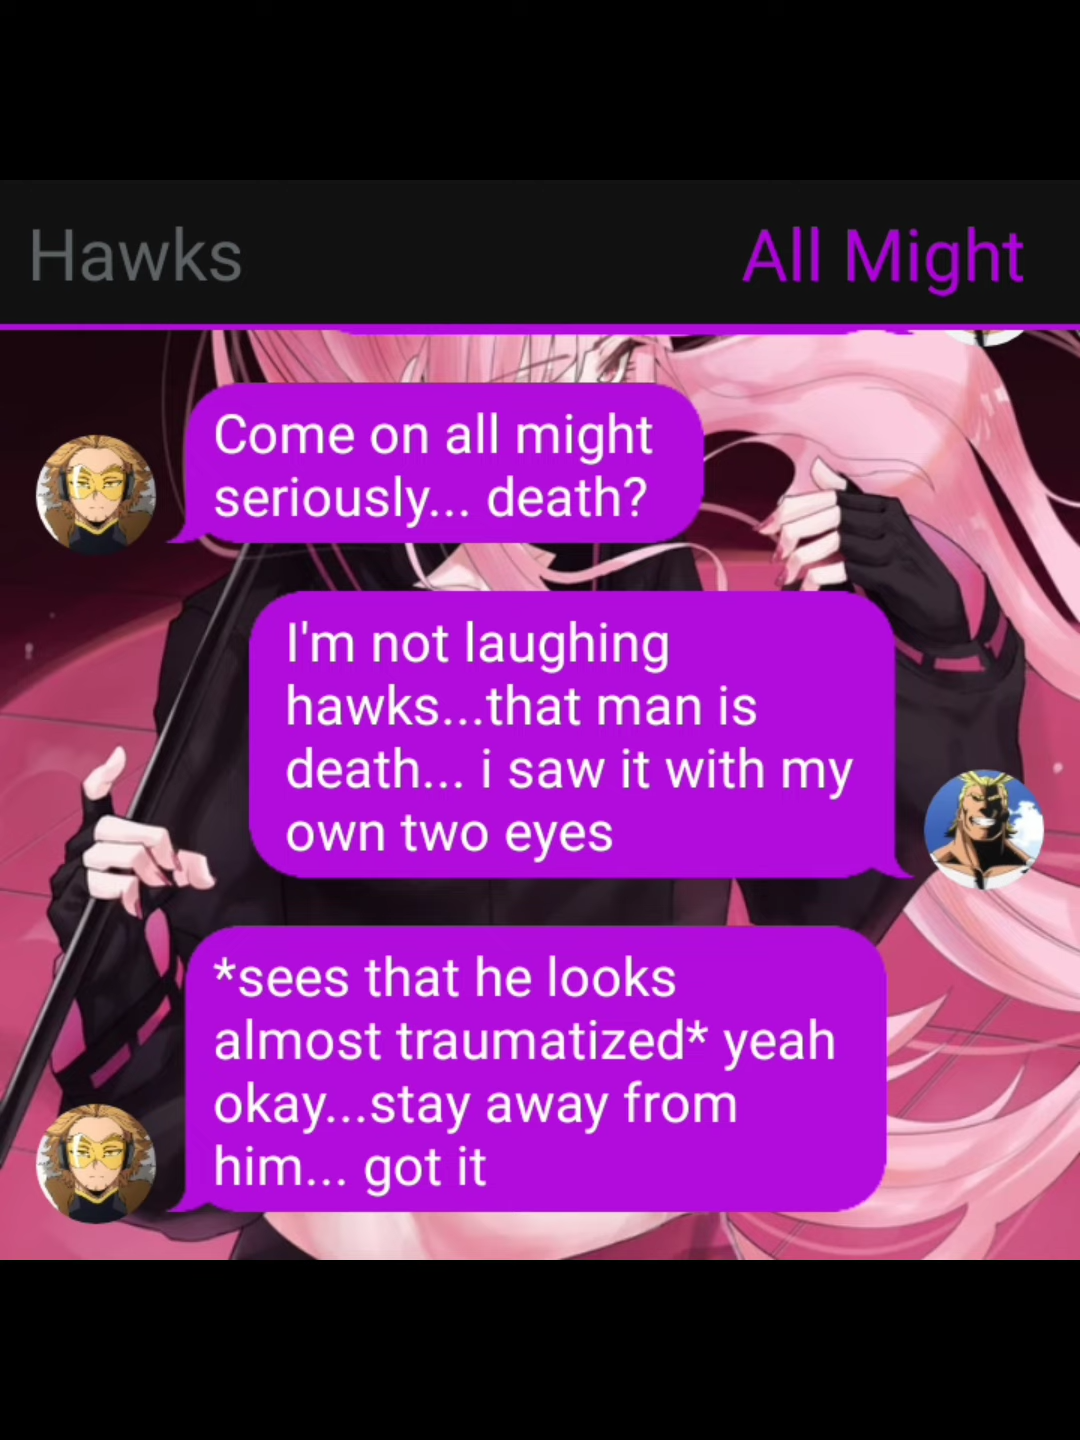 Hawks
All Might
Come on all might
seriously... death?
I'm not laughing
hawks...that man is
death... i saw it with my
own two eyes
*sees that he looks
almost traumatized* yeah
okay...stay away from
him... got it